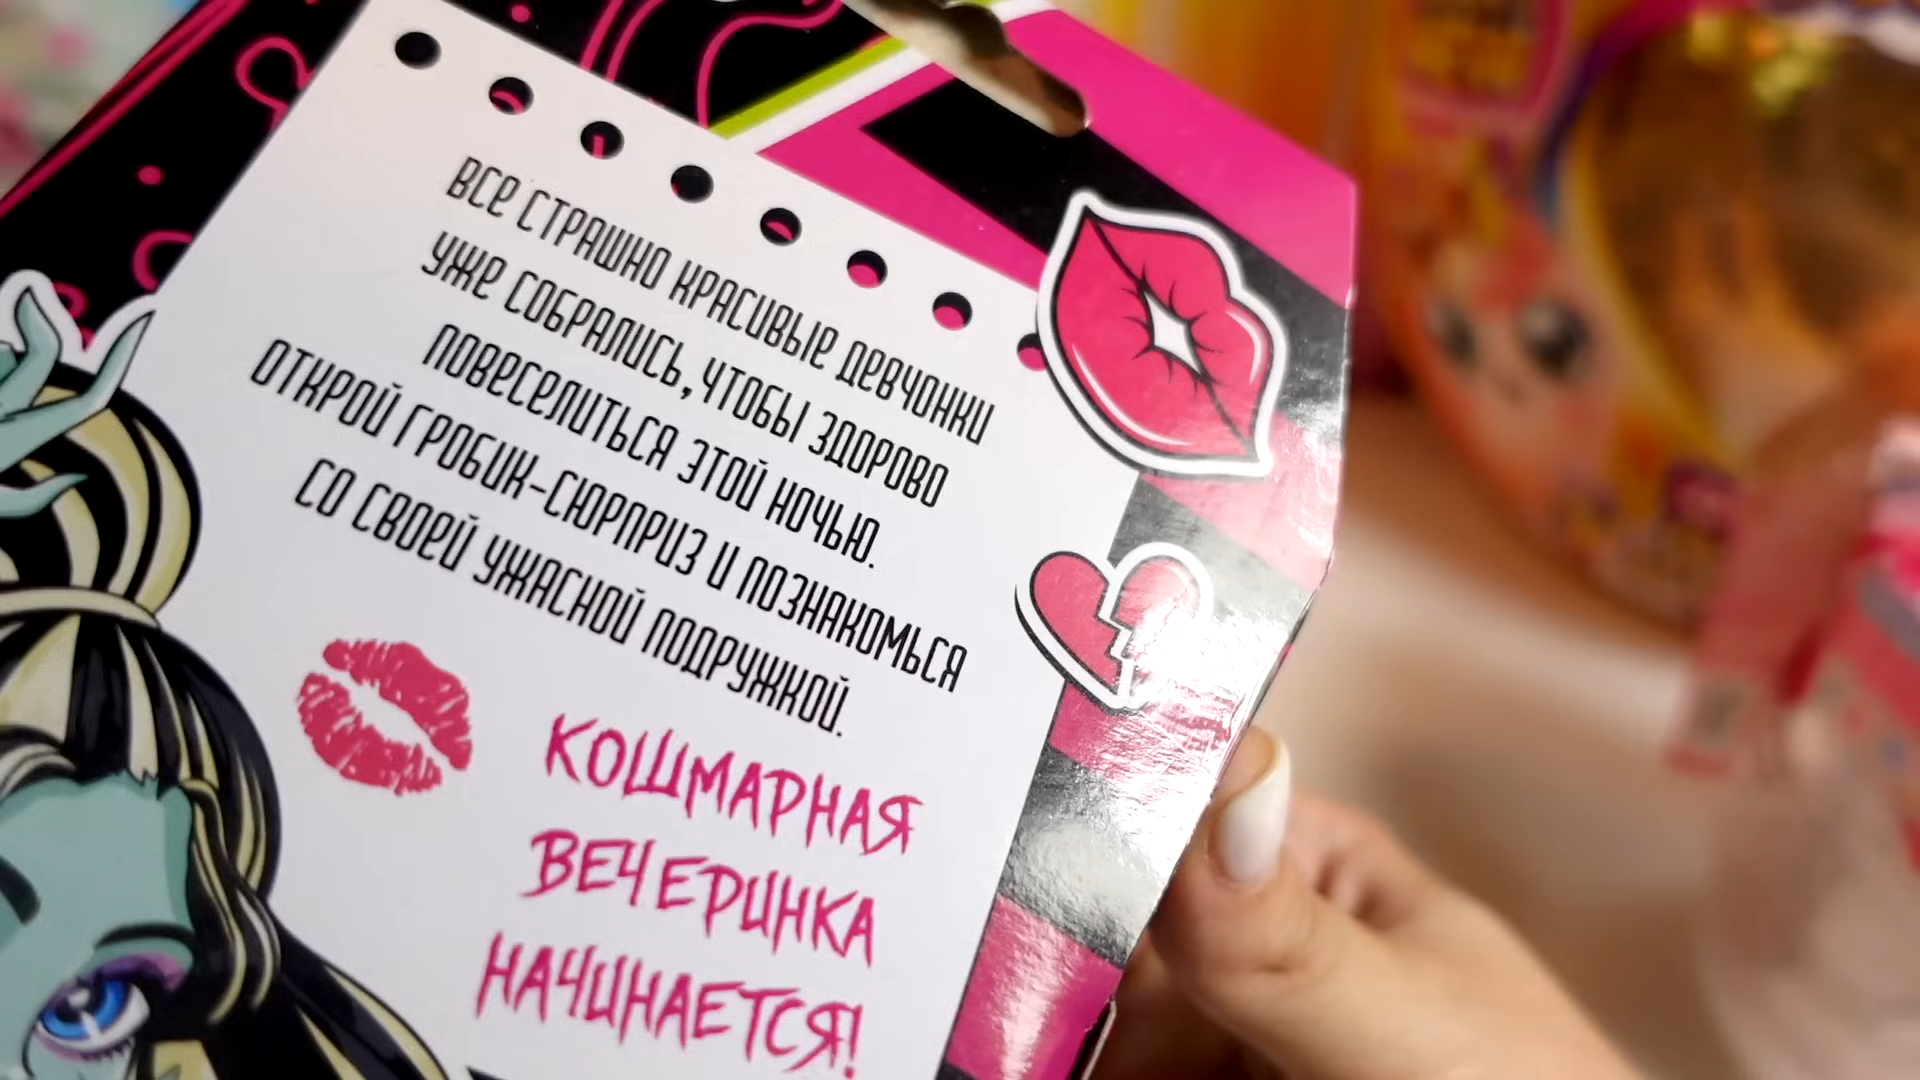 ВСЕ СТРАШНО КРАСИВЫЕ ДЕВЧОНКИ
УЖЕ СОБРАЛИСЬ, ЧТОБЫ ЗДОРОВО
ПОВЕСЕЛИТЬСЯ ЭТОЙ НОЧЬЮ.
ОТКРОЙ ГРОБИК-СЮРПРИЗ И ПОЗНАКОМЬСЯ
СО СВОЕЙ УЖАСНОЙ ПОДРУЖКОЙ.
КОШМАРНАЯ
ВЕЧЕРИНКА
НАЧИНАЕТСЯ!